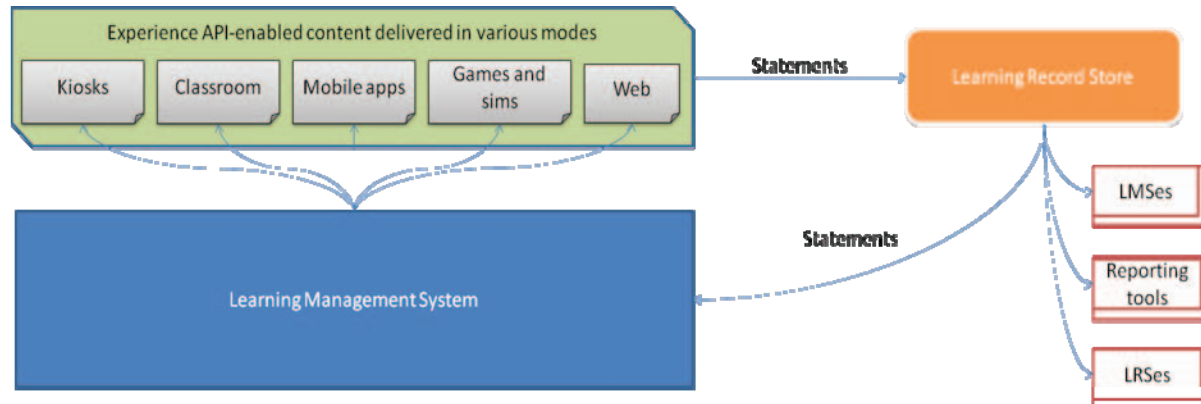 Experience API-enabled content delivered in various modes
Kiosks
Classroom
Mobile apps
Games and
sims
Web
Statements
Learning Record Store
Learning Management System
Statements
LMSes
Reporting
tools
LRSes